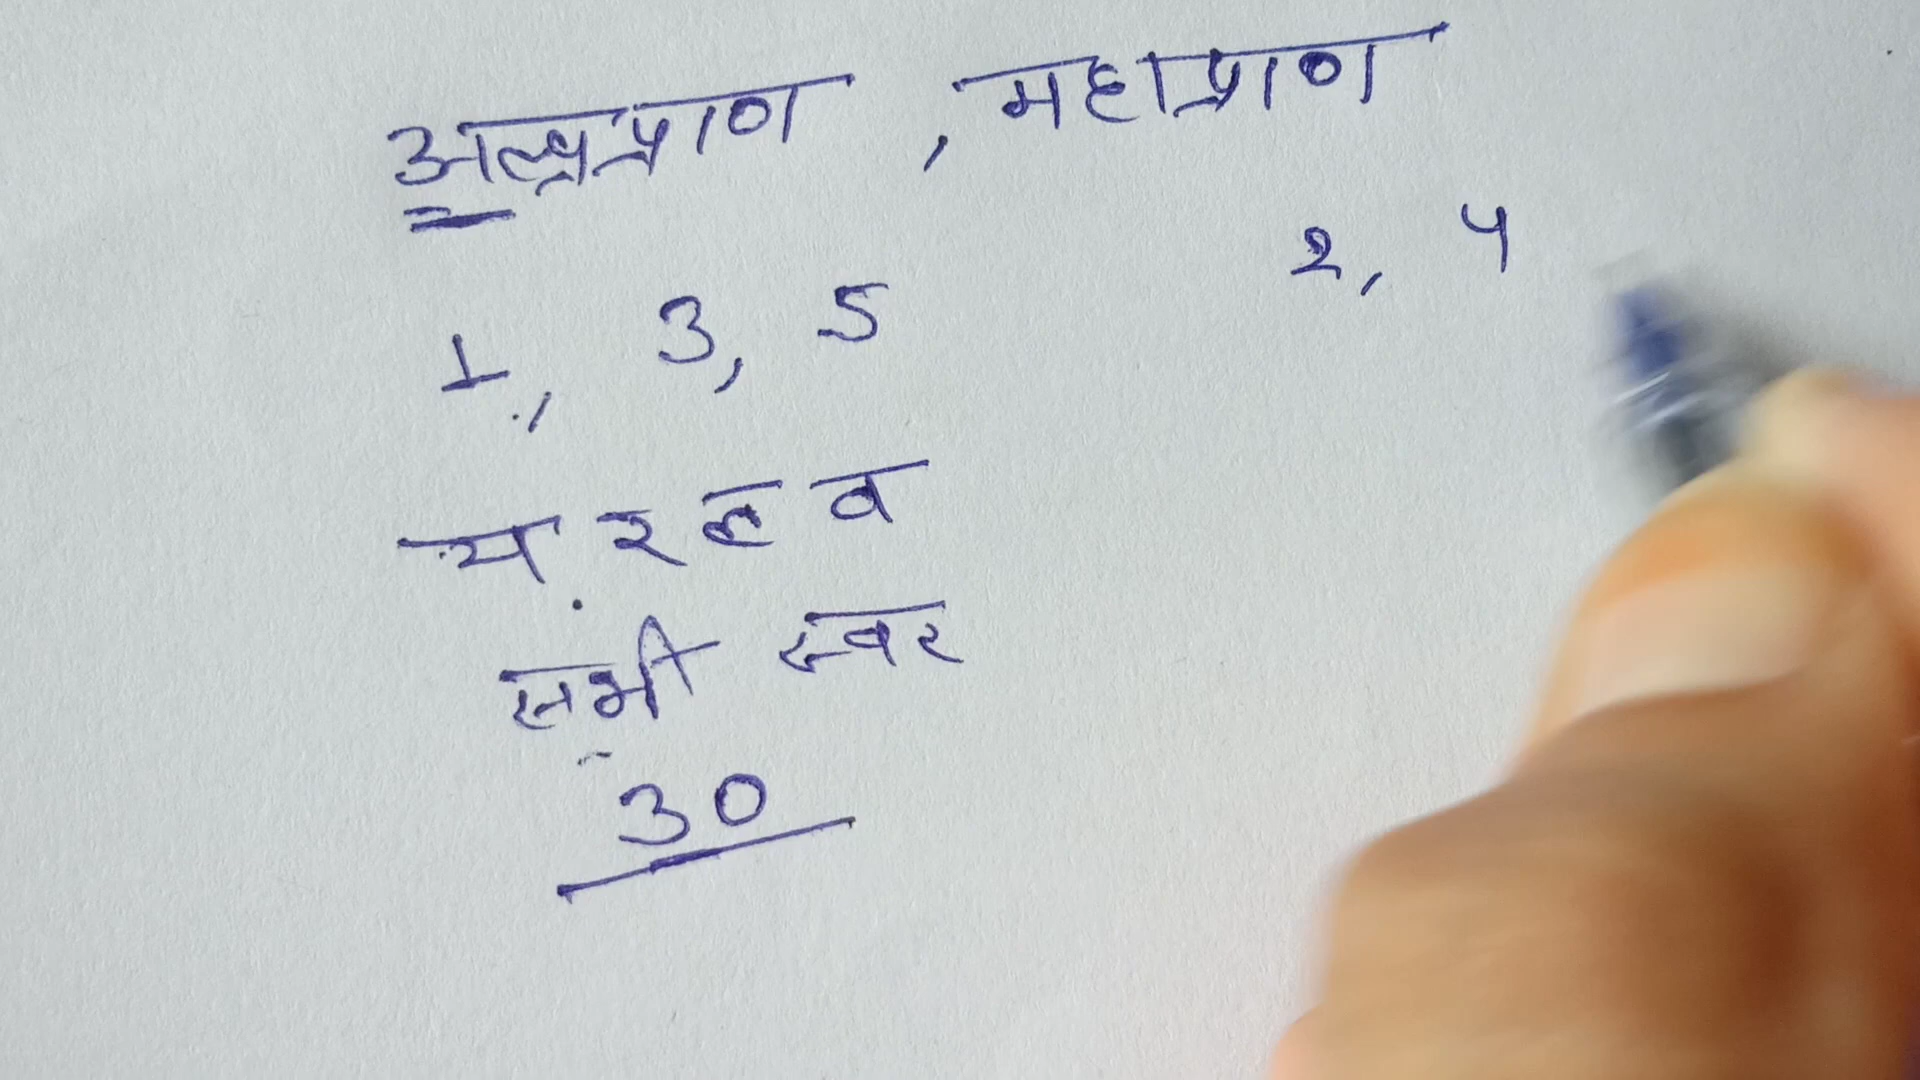 अल्पप्राण , महाप्राण
1, 3, 5
2, 4
य र ल व
सभी स्वर
30